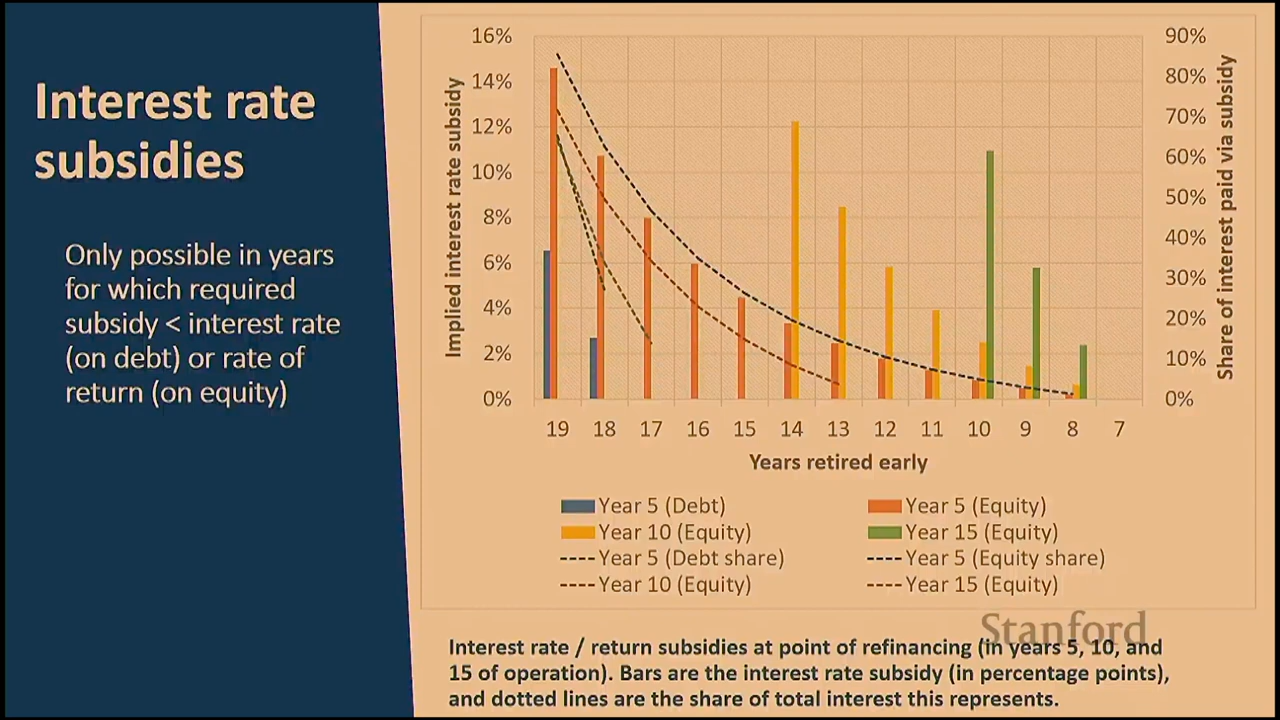 Interest rate
subsidies
Only possible in years
for which required
subsidy < interest rate
(on debt) or rate of
return (on equity)
16%
14%
12%
10%
8%
6%
4%
2%
0%
Implied interest rate subsidy
90%
80%
70%
60%
50%
40%
30%
20%
10%
0%
Share of interest paid via subsidy
19 18 17 16 15 14 13 12 11 10 9 8 7
Years retired early
Year 5 (Debt) Year 5 (Equity)
Year 10 (Equity) Year 15 (Equity)
Year 5 (Debt share) Year 5 (Equity share)
Year 10 (Equity) Year 15 (Equity)
Stanford
Interest rate / return subsidies at point of refinancing (in years 5, 10, and
15 of operation). Bars are the interest rate subsidy (in percentage points),
and dotted lines are the share of total interest this represents.